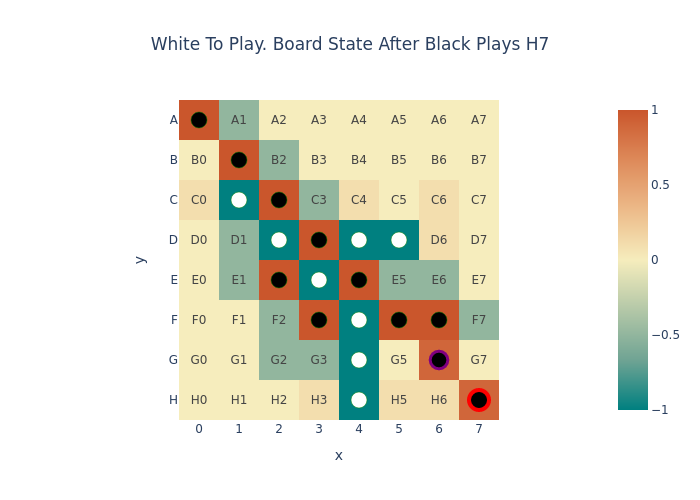 White To Play. Board State After Black Plays H7
A A1 A2 A3 A4 A5 A6 A7 1
B B0 B2 B3 B4 B5 B6 B7
0.5
C C0 C3 C4 C5 C6 C7
D D0 D1 D6 D7
y 0
E E0 E1 E5 E6 E7
F F0 F1 F2 F7 −0.5
G G0 G1 G2 G3 G5 G7
H H0 H1 H2 H3 H5 H6 −1
0 1 2 3 4 5 6 7
x